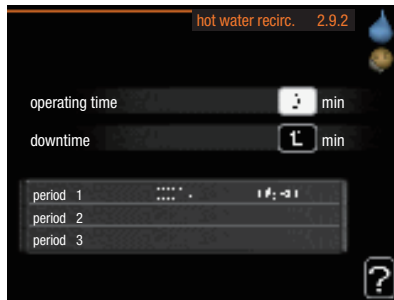 hot water recirc. 2.9.2
operating time min
downtime min
period 1
period 2
period 3
?